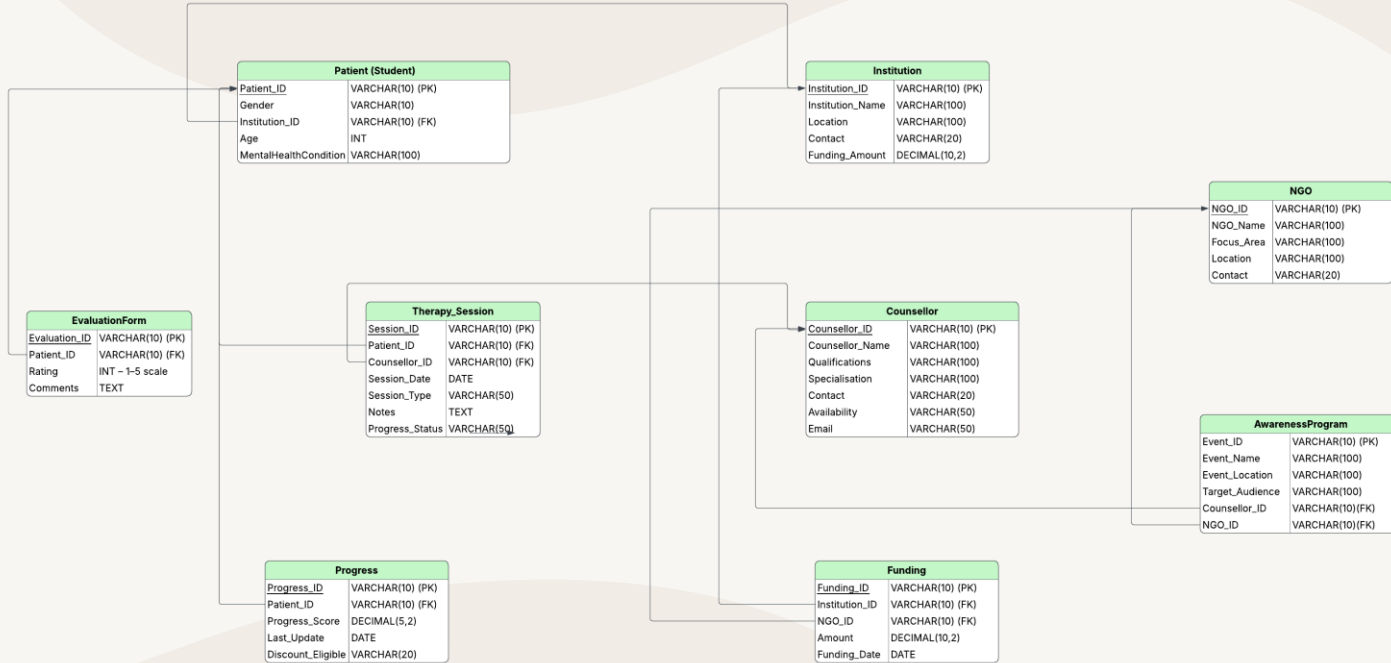 Patient (Student)
Patient_ID VARCHAR(10) (PK)
Gender VARCHAR(10)
Institution_ID VARCHAR(10) (FK)
Age INT
MentalHealthCondition VARCHAR(100)
Institution
Institution_ID VARCHAR(10) (PK)
Institution_Name VARCHAR(100)
Location VARCHAR(100)
Contact VARCHAR(20)
Funding_Amount DECIMAL(10,2)
NGO
NGO_ID VARCHAR(10) (PK)
NGO_Name VARCHAR(100)
Focus_Area VARCHAR(100)
Location VARCHAR(100)
Contact VARCHAR(20)
EvaluationForm
Evaluation_ID VARCHAR(10) (PK)
Patient_ID VARCHAR(10) (FK)
Rating INT – 1–5 scale
Comments TEXT
Therapy_Session
Session_ID VARCHAR(10) (PK)
Patient_ID VARCHAR(10) (FK)
Counsellor_ID VARCHAR(10) (FK)
Session_Date DATE
Session_Type VARCHAR(50)
Notes TEXT
Progress_Status VARCHAR(50)
Counsellor
Counsellor_ID VARCHAR(10) (PK)
Counsellor_Name VARCHAR(100)
Qualifications VARCHAR(100)
Specialisation VARCHAR(100)
Contact VARCHAR(20)
Availability VARCHAR(50)
Email VARCHAR(50)
AwarenessProgram
Event_ID VARCHAR(10) (PK)
Event_Name VARCHAR(100)
Event_Location VARCHAR(100)
Target_Audience VARCHAR(100)
Counsellor_ID VARCHAR(10)(FK)
NGO_ID VARCHAR(10)(FK)
Progress
Progress_ID VARCHAR(10) (PK)
Patient_ID VARCHAR(10) (FK)
Progress_Score DECIMAL(5,2)
Last_Update DATE
Discount_Eligible VARCHAR(20)
Funding
Funding_ID VARCHAR(10) (PK)
Institution_ID VARCHAR(10) (FK)
NGO_ID VARCHAR(10) (FK)
Amount DECIMAL(10,2)
Funding_Date DATE